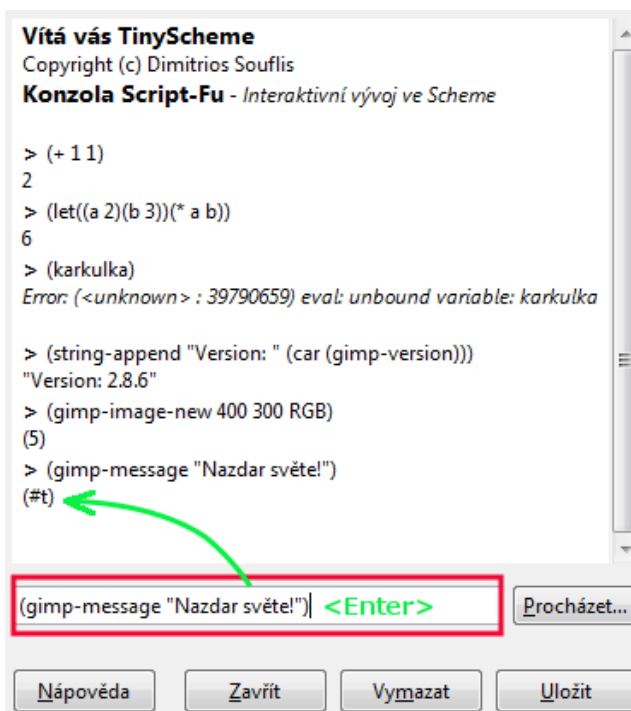 Vítá vás TinyScheme
Copyright (c) Dimitrios Souflis
Konzola Script-Fu - Interaktivní vývoj ve Scheme
> (+ 1 1)
2
> (let((a 2)(b 3))(* a b))
6
> (karkulka)
Error: (<unknown> : 39790659) eval: unbound variable: karkulka
> (string-append "Version: " (car (gimp-version)))
"Version: 2.8.6"
> (gimp-image-new 400 300 RGB)
(5)
> (gimp-message "Nazdar světe!")
(#t)
(gimp-message "Nazdar světe!") <Enter> Procházet...
Nápověda Zavřít Vymazat Uložit